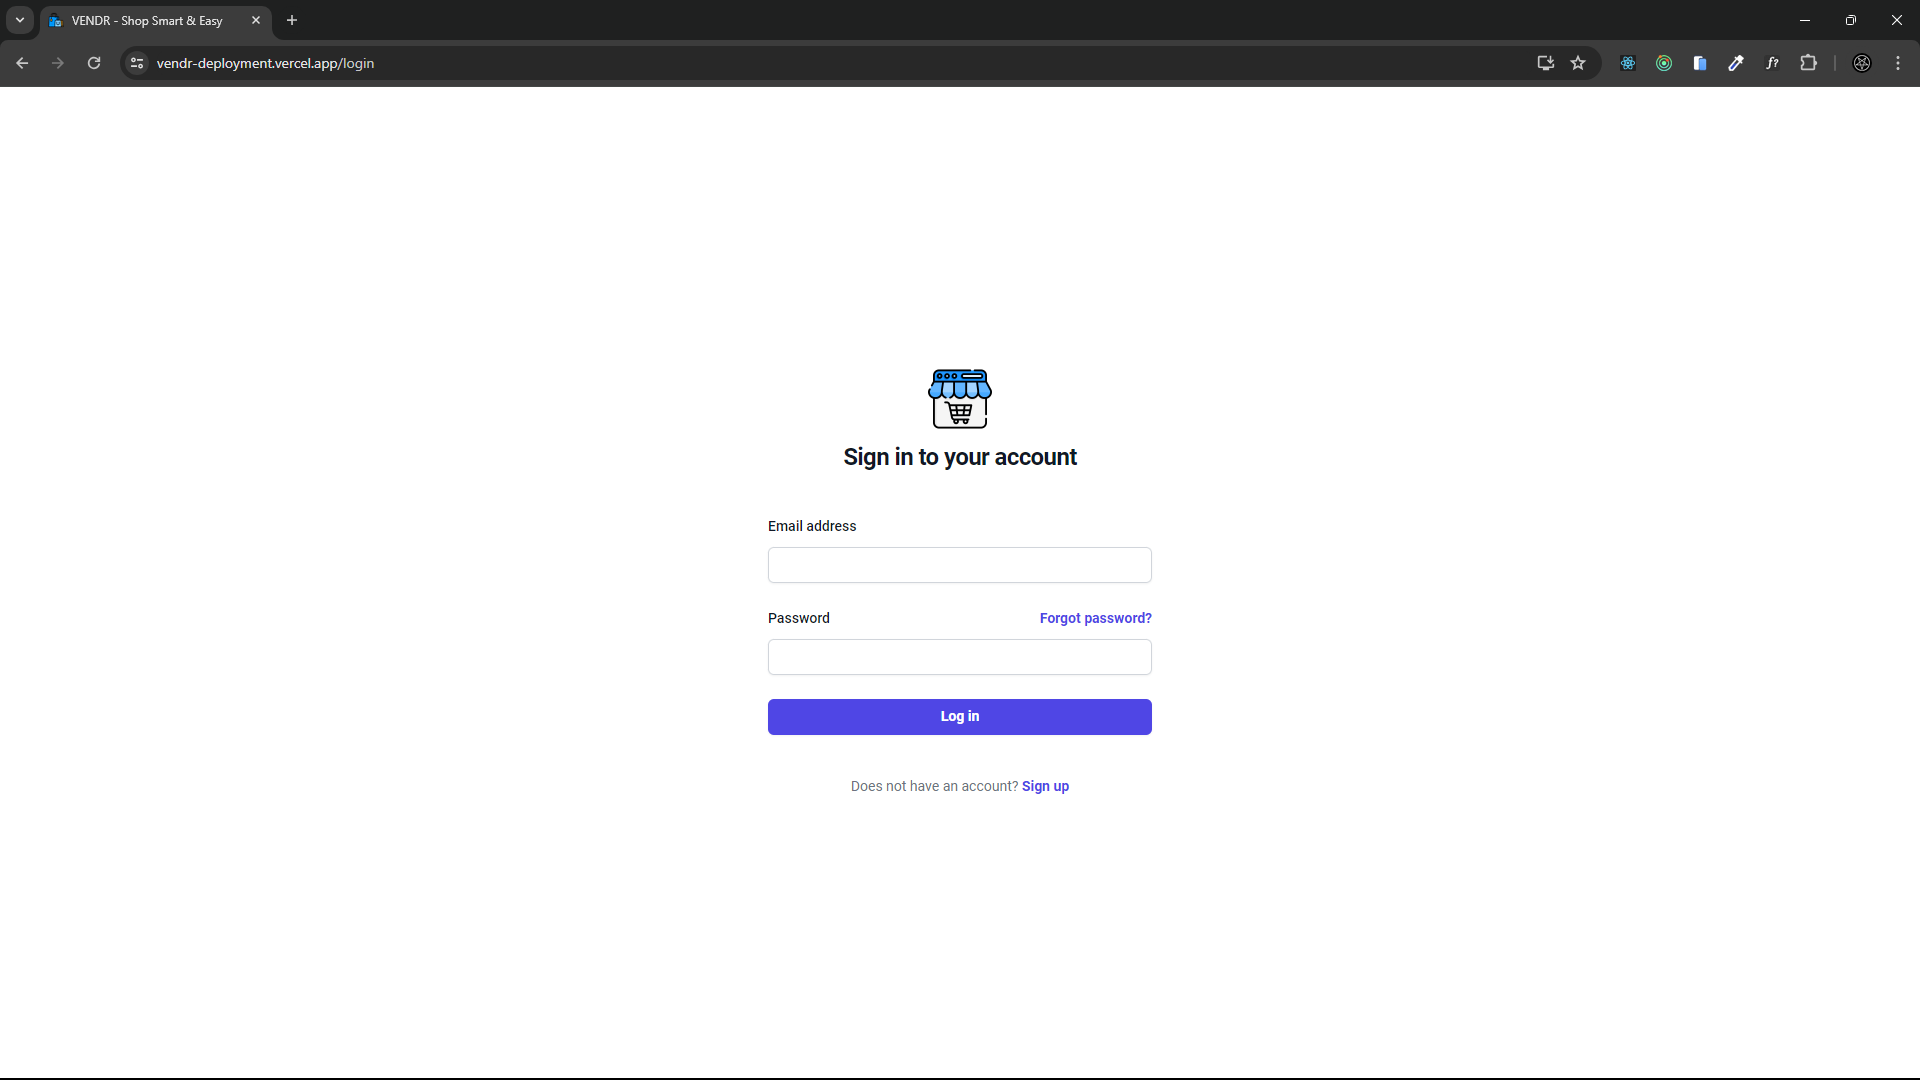 VENDR - Shop Smart & Easy
vendr-deployment.vercel.app/login
f?
Sign in to your account
Email address
Password
Forgot password?
Log in
Does not have an account? Sign up